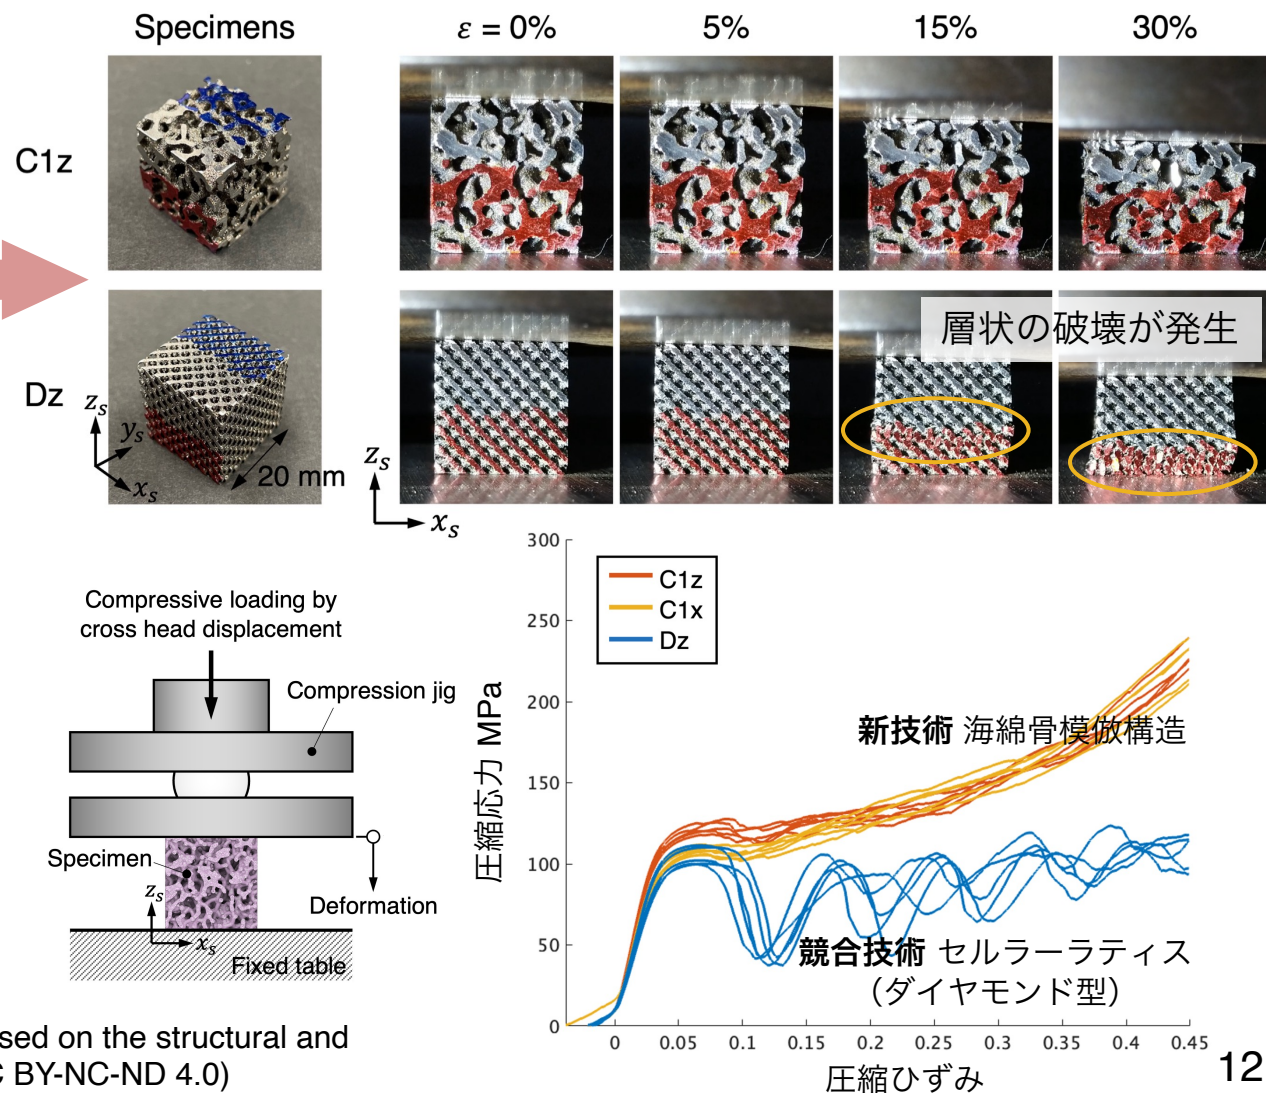 Specimens
ε = 0%
5%
15%
30%
C1z
Dz
層状の破壊が発生
z_s
y_s
x_s
20 mm
z_s
x_s
Compressive loading by
cross head displacement
Compression jig
Specimen
z_s
x_s
Deformation
Fixed table
圧縮応力 MPa
300
250
200
150
100
50
0
C1z
C1x
Dz
新技術 海綿骨模倣構造
競合技術 セルラーラティス
(ダイヤモンド型)
0
0.05
0.1
0.15
0.2
0.25
0.3
0.35
0.4
0.45
圧縮ひずみ
sed on the structural and
BY-NC-ND 4.0)
12